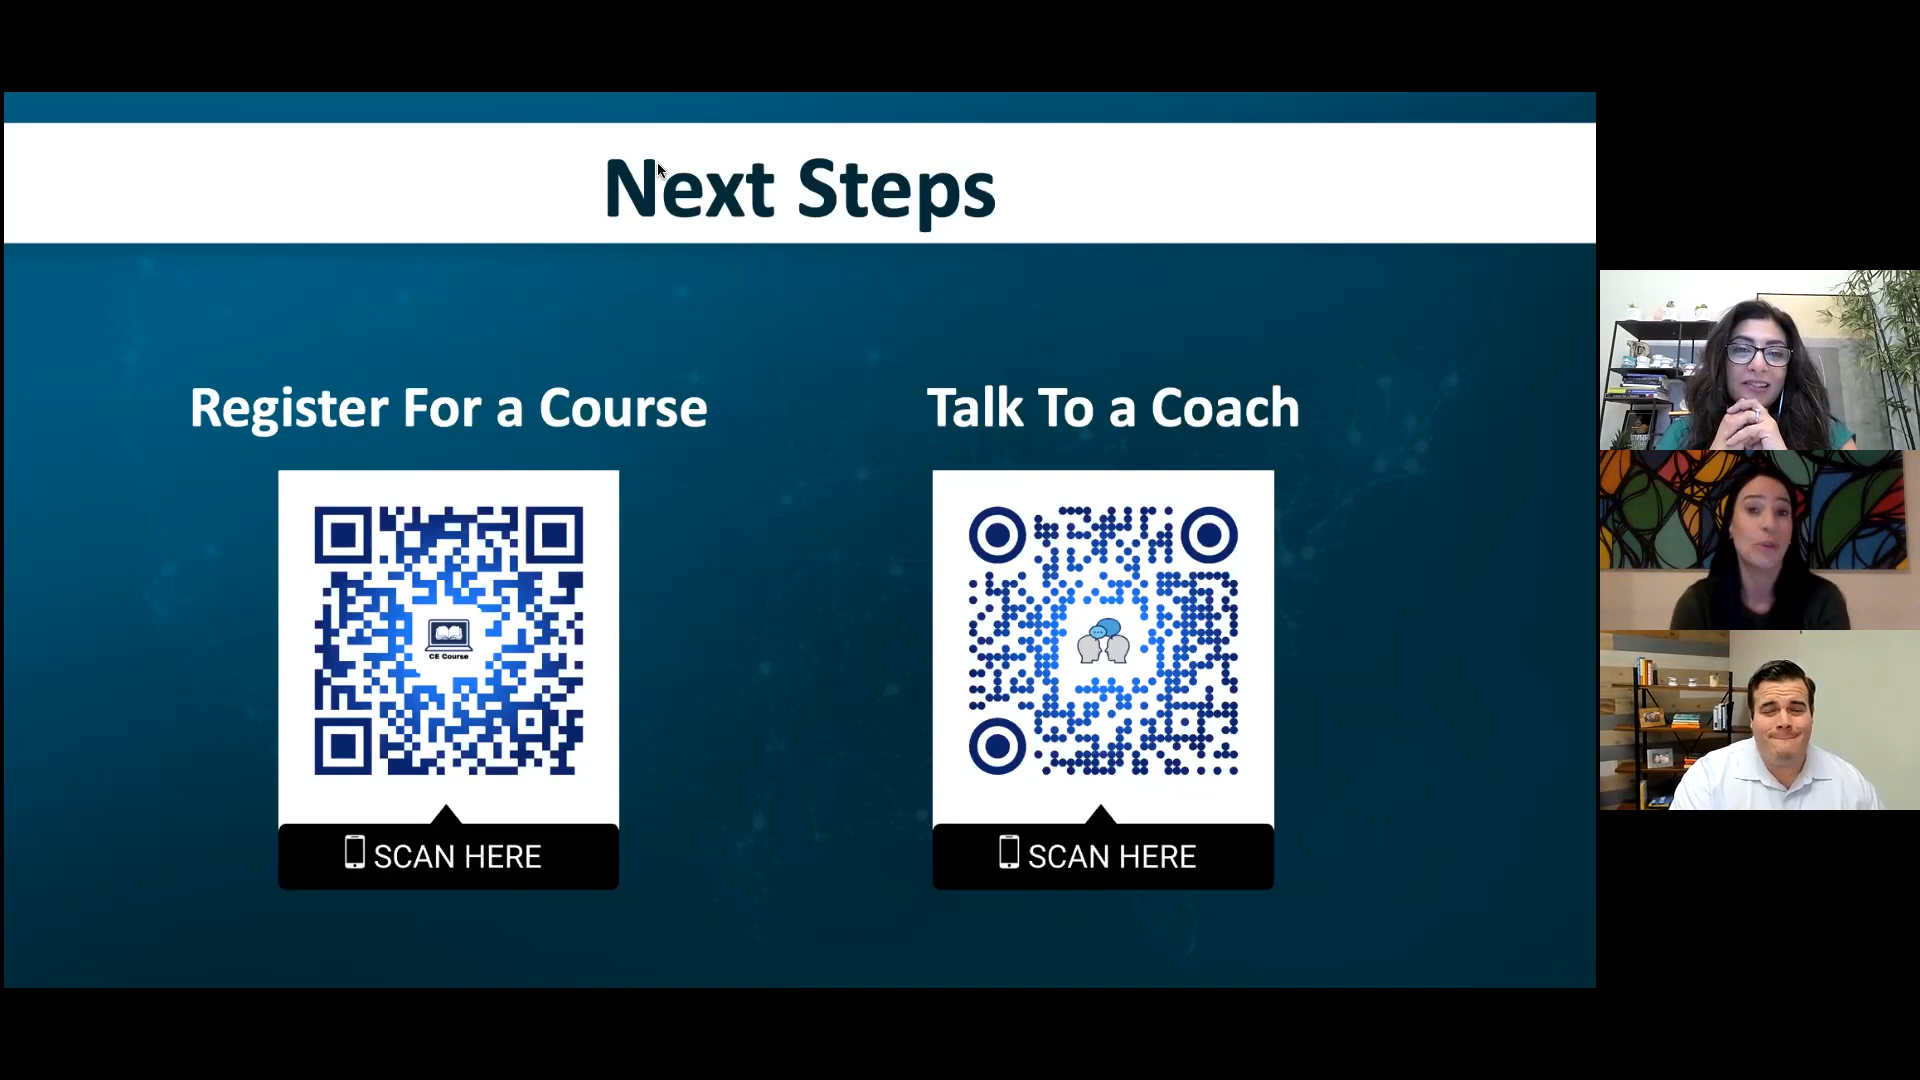 Next Steps
Register For a Course
Talk To a Coach
CE Course
SCAN HERE
SCAN HERE